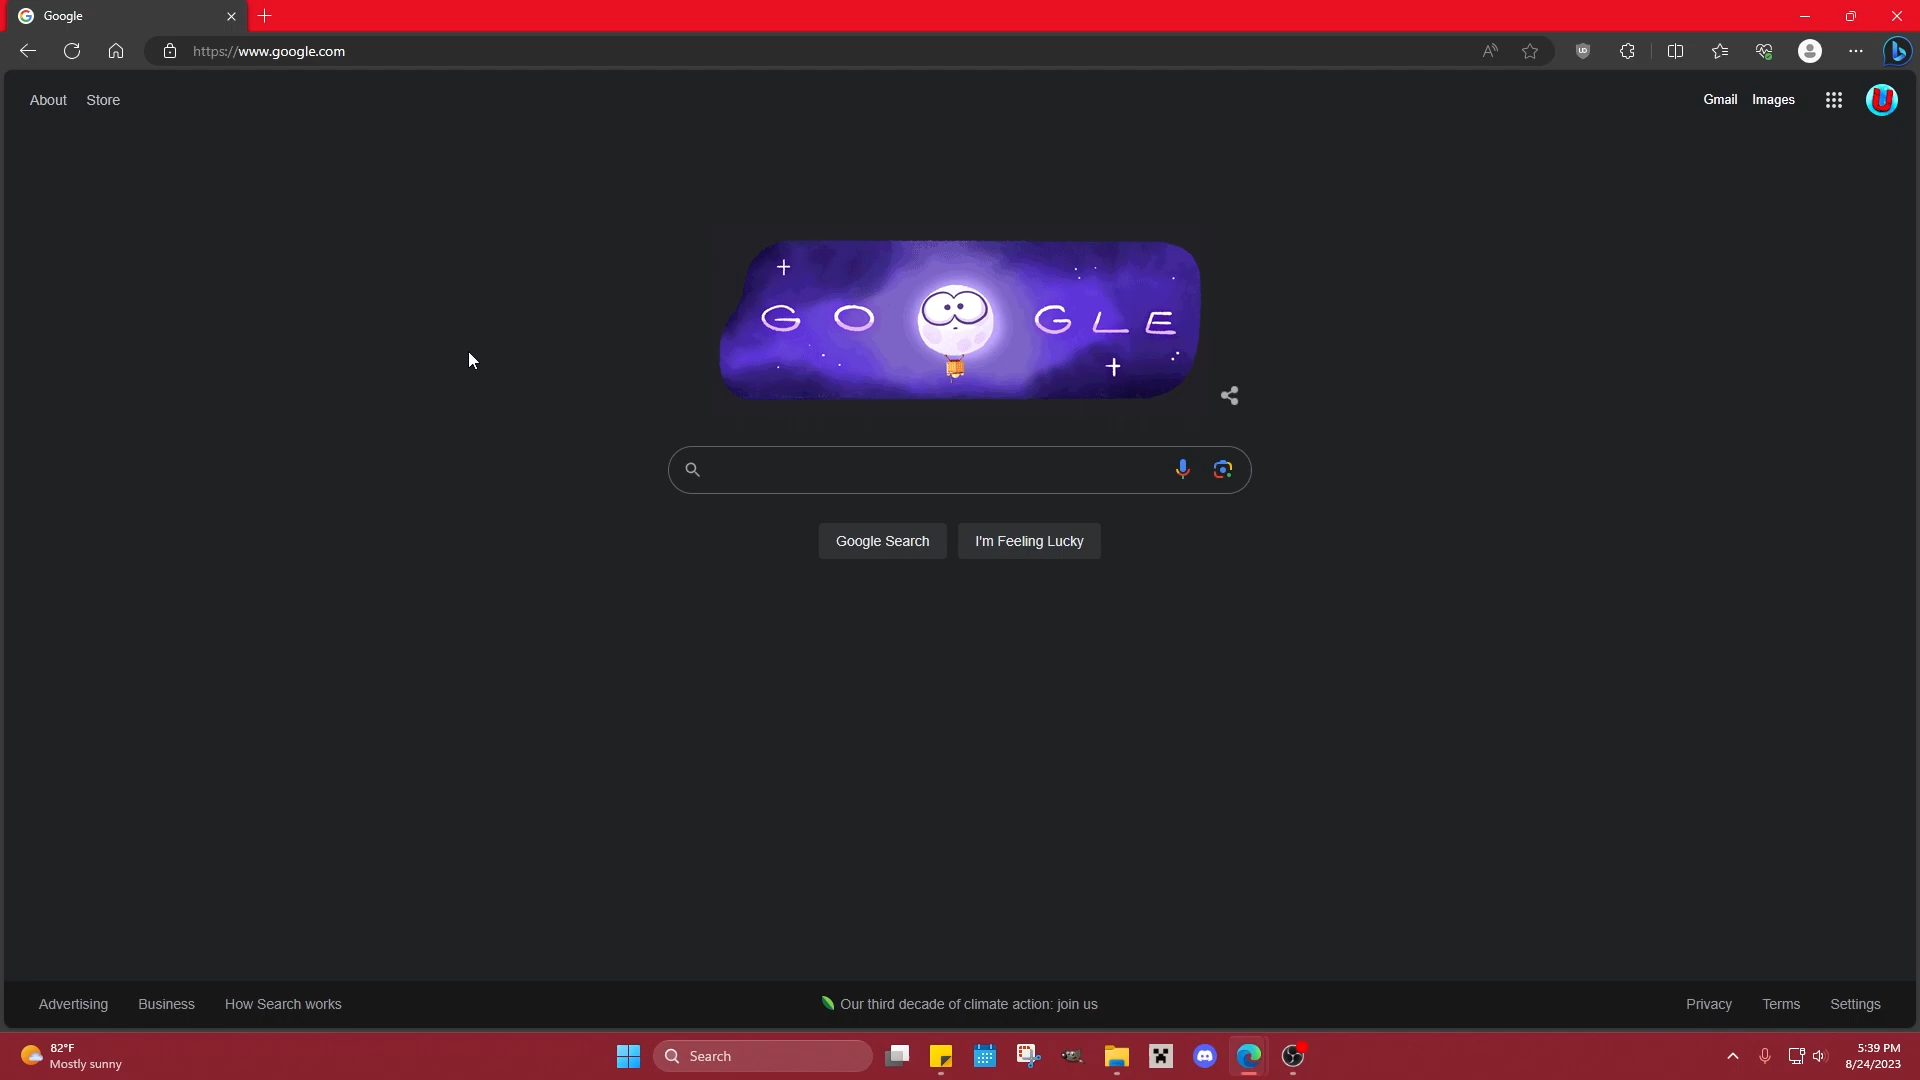 Google
https://www.google.com
About Store
Gmail Images
U
G O GLE
Google Search
I'm Feeling Lucky
Advertising Business How Search works
Our third decade of climate action: join us
Privacy Terms Settings
82°F
Mostly sunny
Search
5:39 PM
8/24/2023